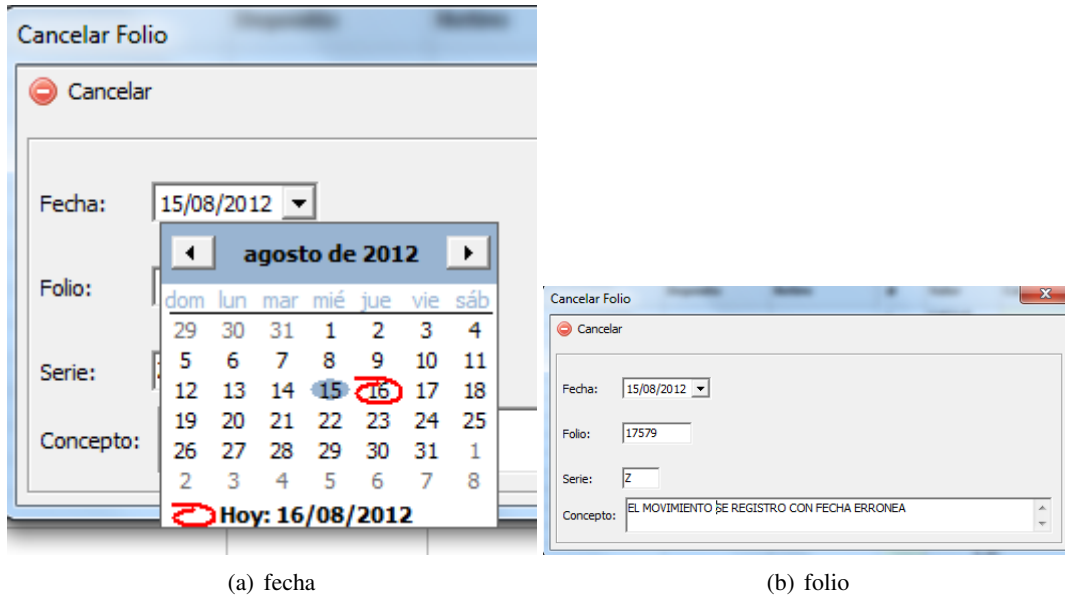 Cancelar Folio
Cancelar
Fecha: 15/08/2012
agosto de 2012
Folio:
dom lun mar mié jue vie sáb
29 30 31 1 2 3 4
5 6 7 8 9 10 11
Serie:
12 13 14 15 16 17 18
19 20 21 22 23 24 25
Concepto:
26 27 28 29 30 31 1
2 3 4 5 6 7 8
Hoy: 16/08/2012
(a) fecha
Cancelar Folio
Cancelar
Fecha: 15/08/2012
Folio: 17579
Serie: Z
Concepto: EL MOVIMIENTO SE REGISTRO CON FECHA ERRONEA
(b) folio